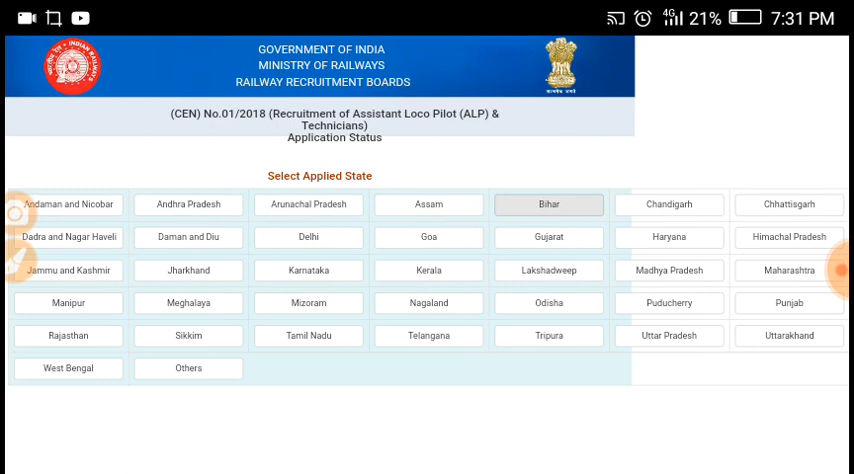 4G 21% 7:31 PM
GOVERNMENT OF INDIA
MINISTRY OF RAILWAYS
RAILWAY RECRUITMENT BOARDS
(CEN) No.01/2018 (Recruitment of Assistant Loco Pilot (ALP) &
Technicians)
Application Status
Select Applied State
Andaman and Nicobar Andhra Pradesh Arunachal Pradesh Assam Bihar Chandigarh Chhattisgarh
Dadra and Nagar Haveli Daman and Diu Delhi Goa Gujarat Haryana Himachal Pradesh
Jammu and Kashmir Jharkhand Karnataka Kerala Lakshadweep Madhya Pradesh Maharashtra
Manipur Meghalaya Mizoram Nagaland Odisha Puducherry Punjab
Rajasthan Sikkim Tamil Nadu Telangana Tripura Uttar Pradesh Uttarakhand
West Bengal Others